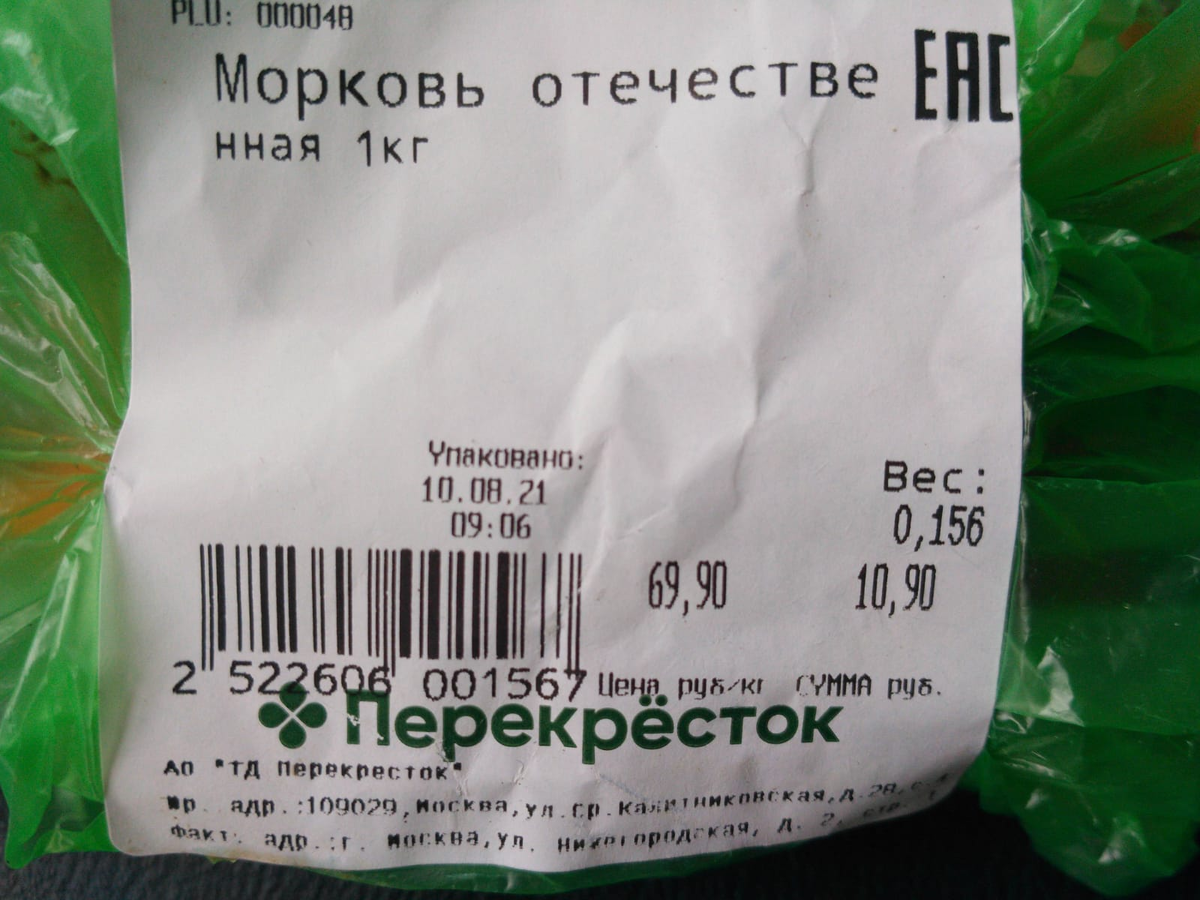 PLU: 000048
Морковь отечестве
EAC
нная 1кг
Упаковано:
10.08.21
09:06
Вес:
0,156
69,90 10,90
2 522606 001567
Цена руб/кг СУММА руб.
Перекрёсток
АО "ТД Перекресток"
адр.:109029,Москва,ул.Ср.Калитниковская,д.28,
Факт. адр.:г. Москва,ул. Нижегородская, д. 2,